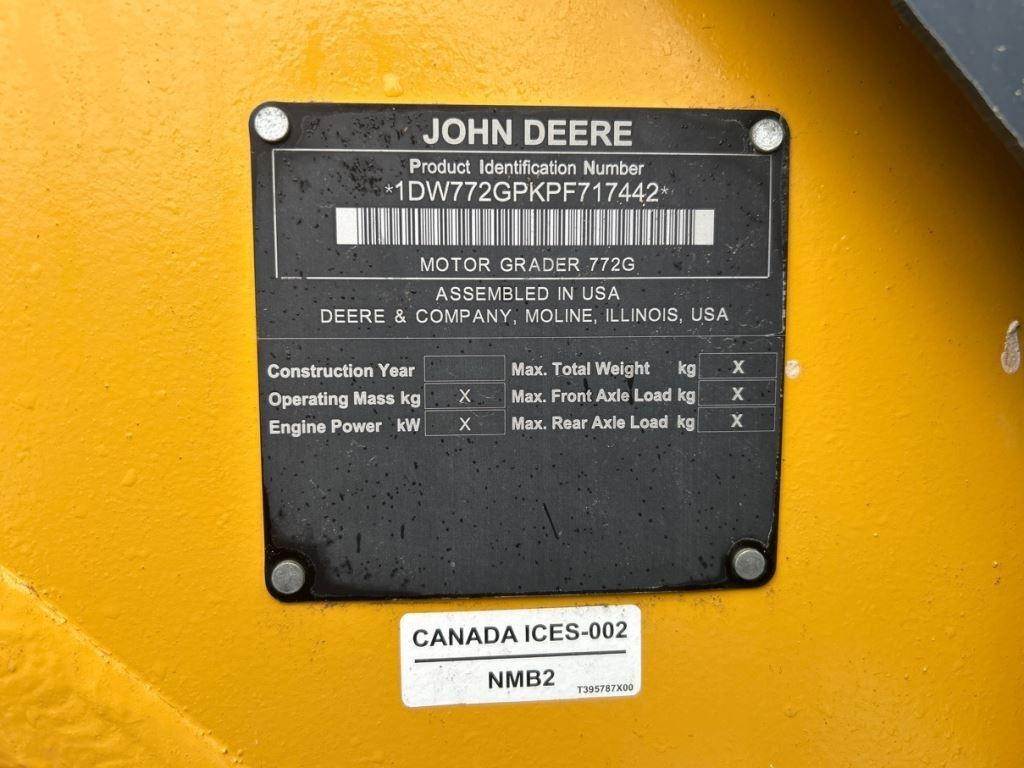 JOHN DEERE
Product Identification Number
*1DW772GPKPF717442*
MOTOR GRADER 772G
ASSEMBLED IN USA
DEERE & COMPANY, MOLINE, ILLINOIS, USA
Construction Year Max. Total Weight kg X
Operating Mass kg X Max. Front Axle Load kg X
Engine Power kW X Max. Rear Axle Load kg X
CANADA ICES-002
NMB2
T395787X00